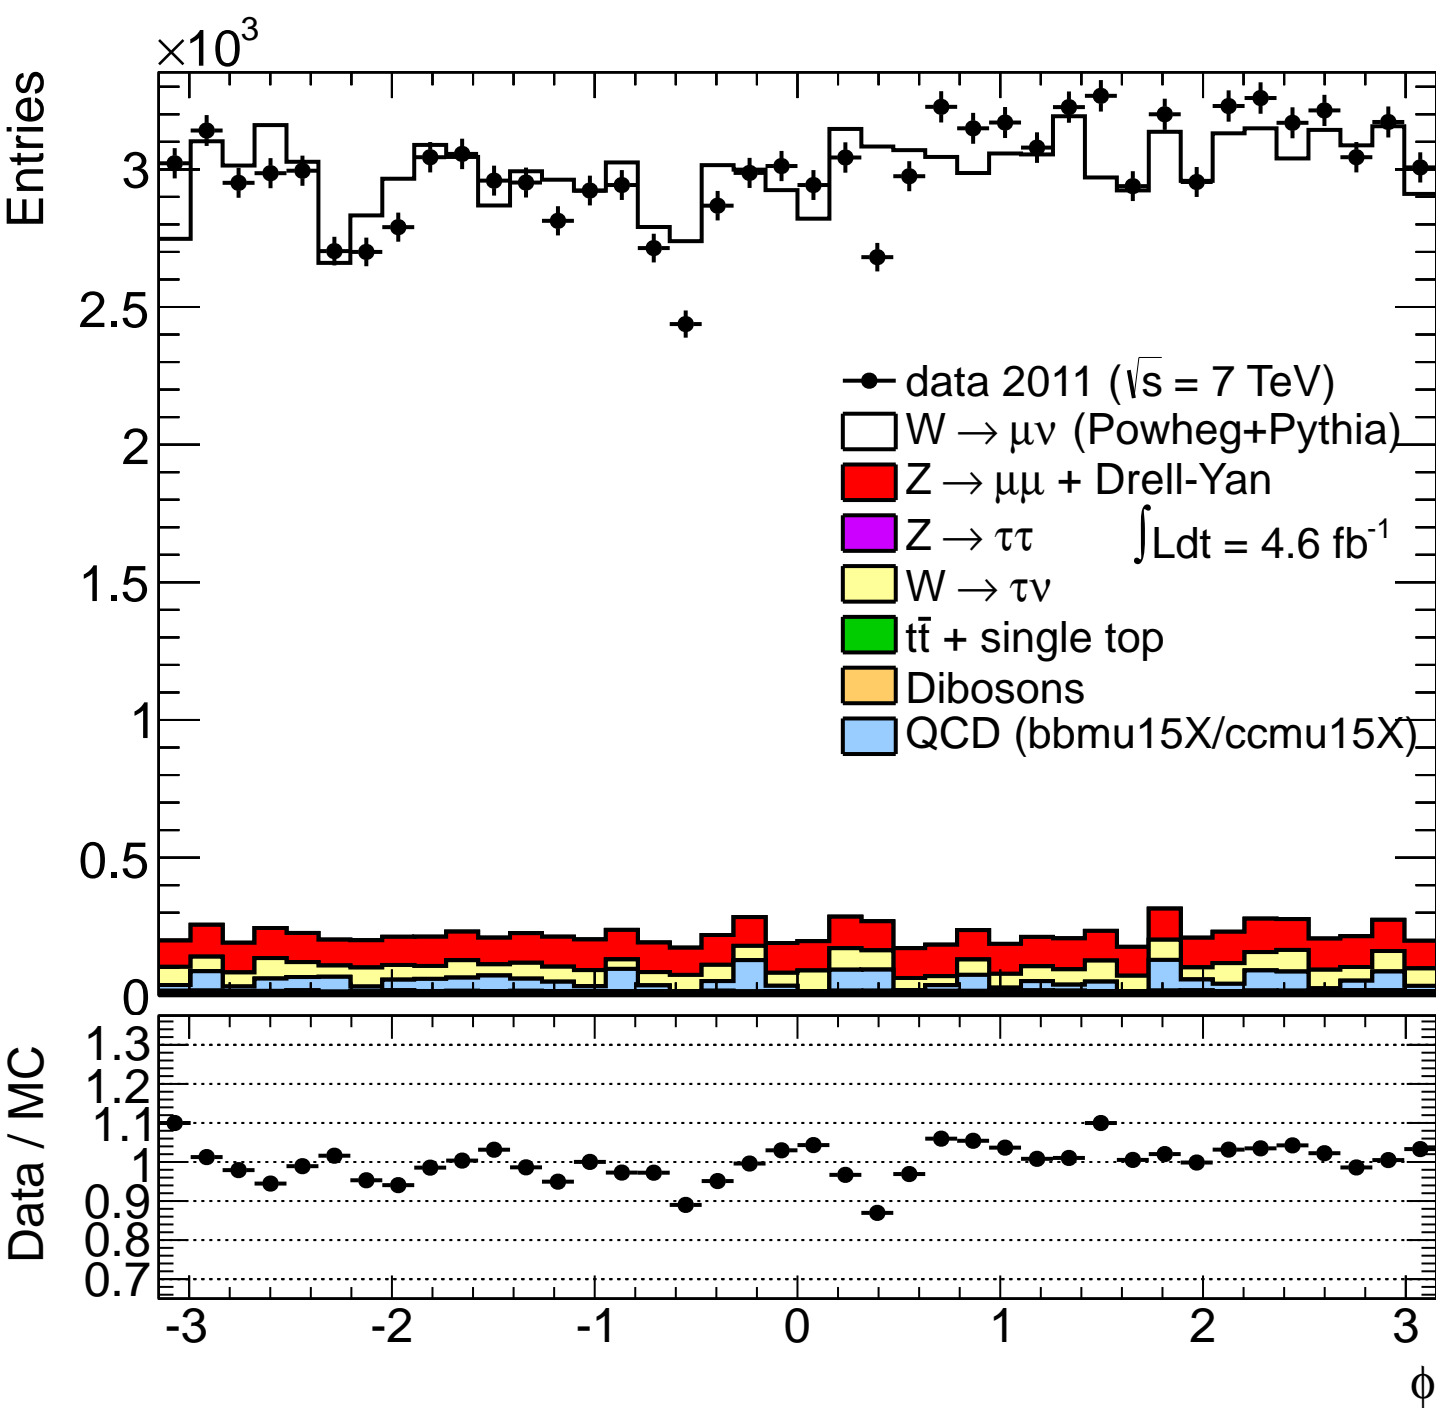 ×10³
Entries
3
2.5
2
1.5
1
0.5
0
data 2011 (√s = 7 TeV)
W → μν (Powheg+Pythia)
Z → μμ + Drell-Yan
Z → ττ
∫Ldt = 4.6 fb⁻¹
W → τν
tt̄ + single top
Dibosons
QCD (bbmu15X/ccmu15X)
Data / MC
1.3
1.2
1.1
1
0.9
0.8
0.7
-3 -2 -1 0 1 2 3
ϕ